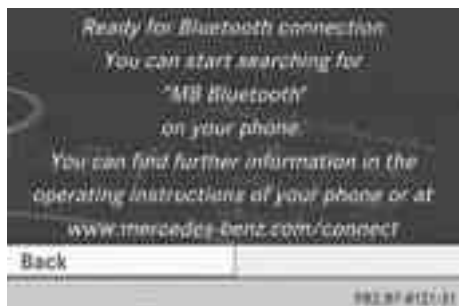 Ready for Bluetooth connection
You can start searching for
"MB Bluetooth"
on your phone.
You can find further information in the
operating instructions of your phone or at
www.mercedes-benz.com/connect
Back